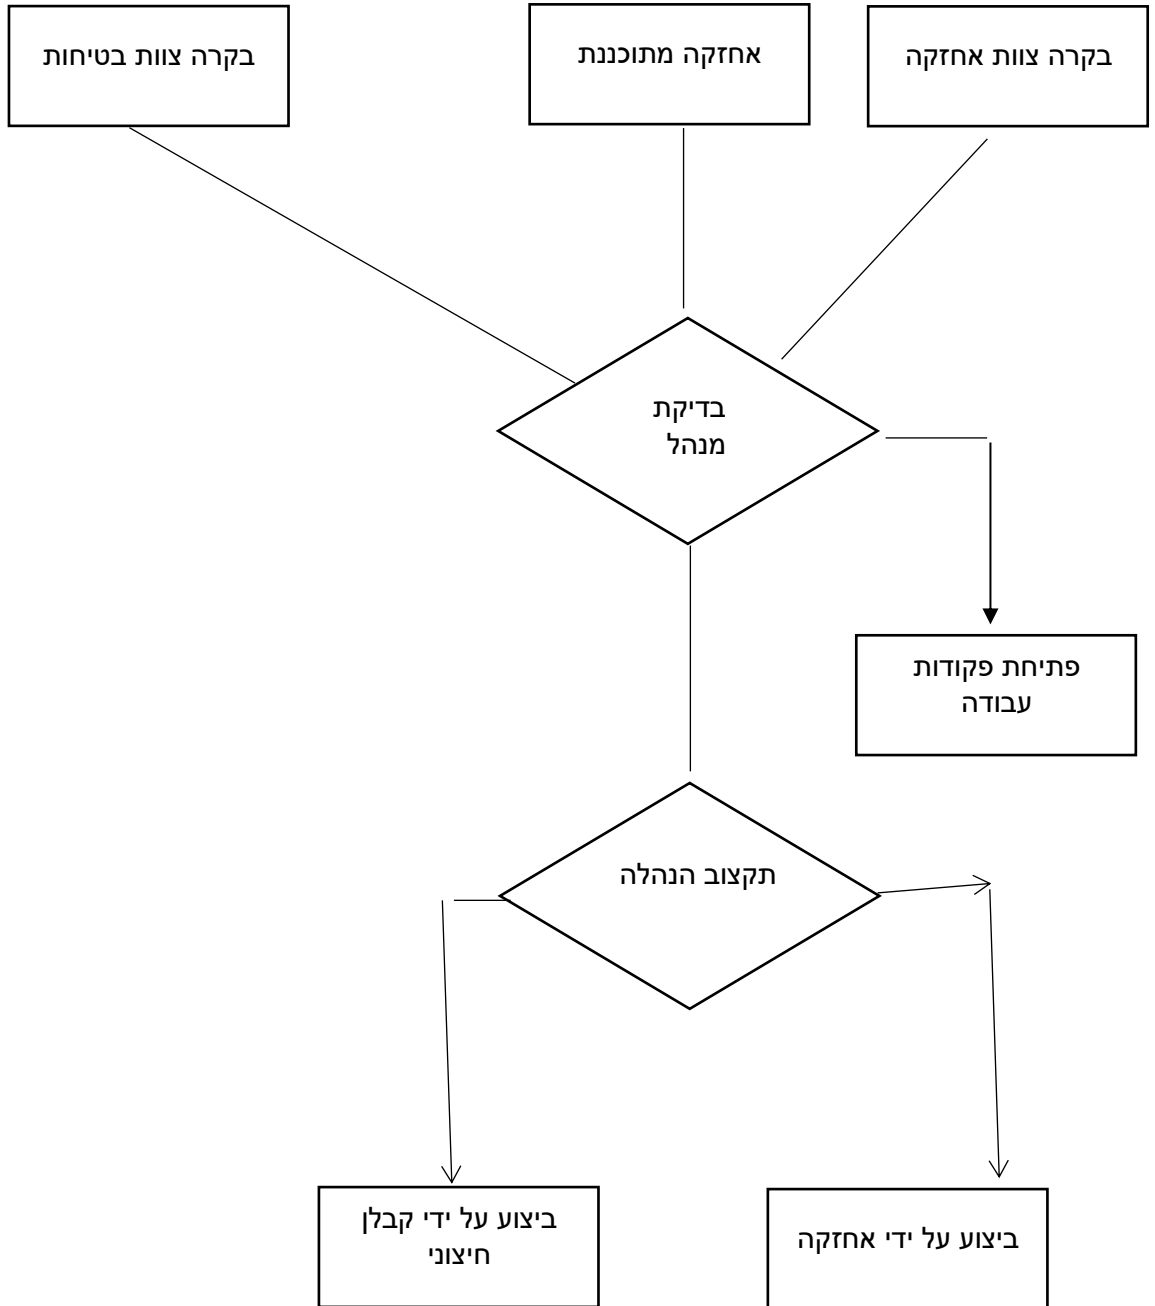 בקרה צוות אחזקה
אחזקה מתוכננת
בקרה צוות בטיחות
בדיקת
מנהל
פתיחת פקודות
עבודה
תקצוב הנהלה
ביצוע על ידי אחזקה
ביצוע על ידי קבלן
חיצוני